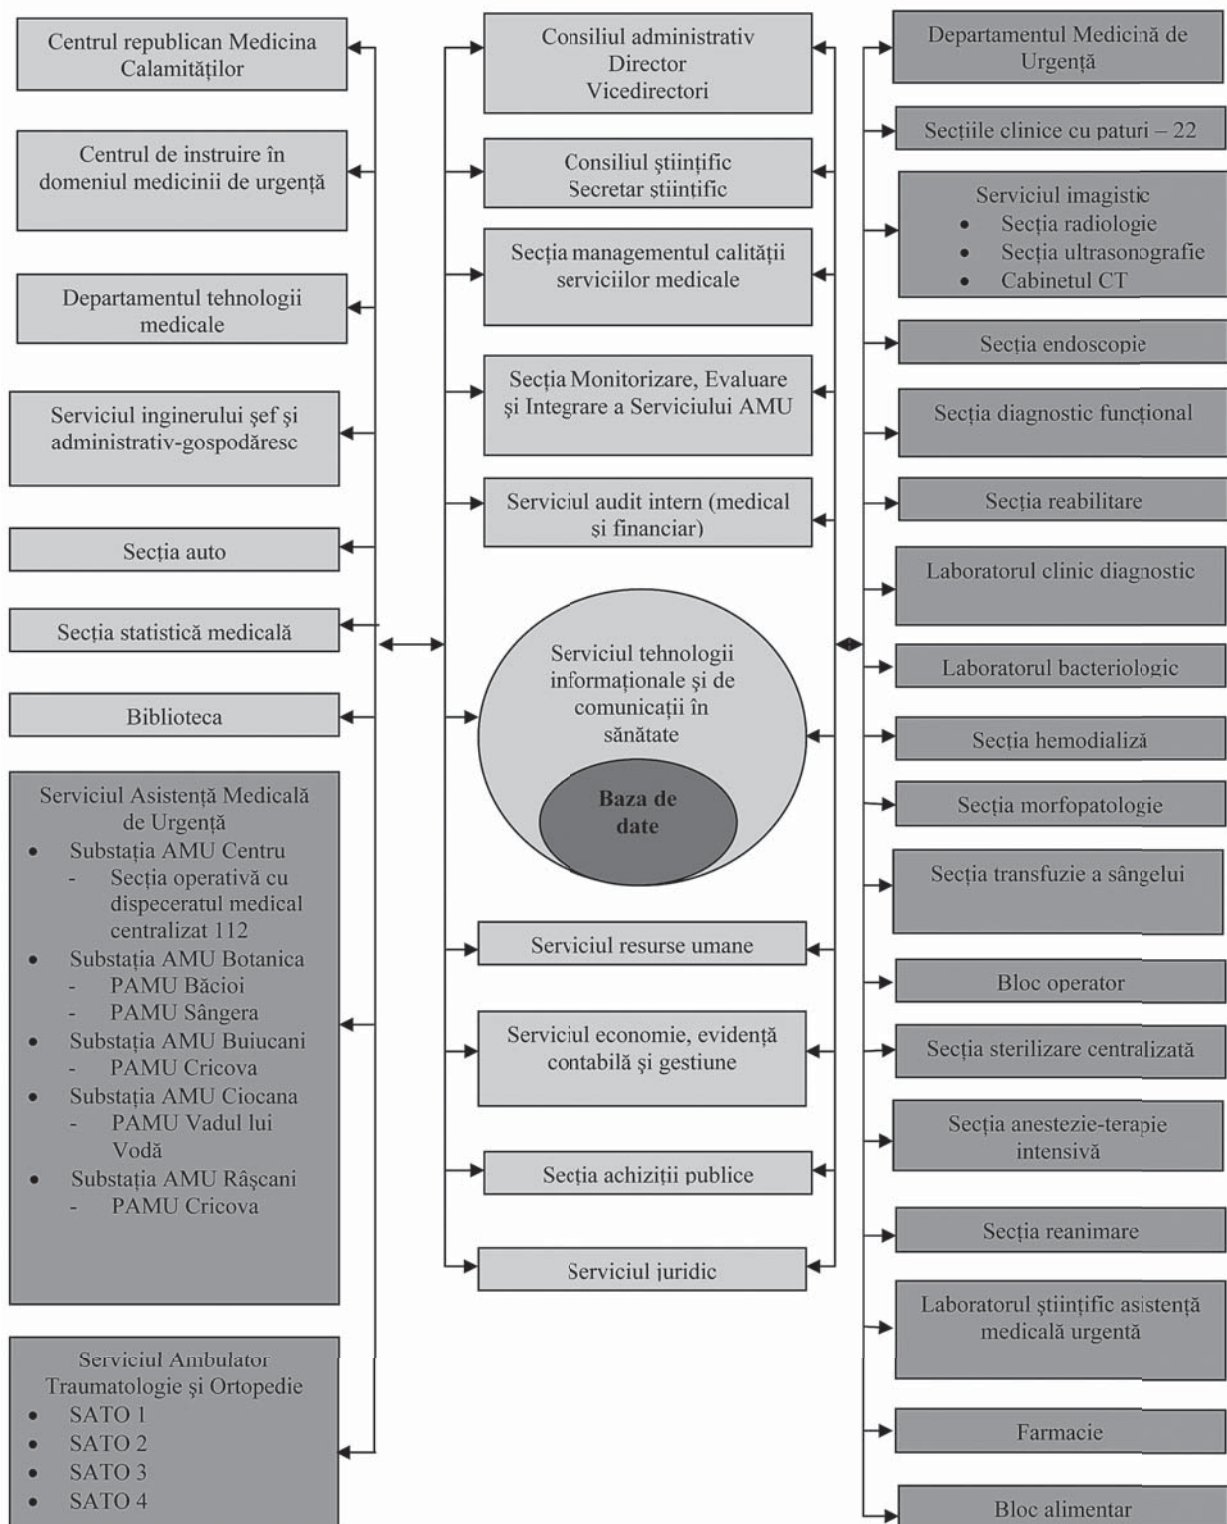 Centrul republican Medicina
Calamităților
Centrul de instruire în
domeniul medicinii de urgență
Departamentul tehnologii
medicale
Serviciul inginerului șef și
administrativ-gospodăresc
Secția auto
Secția statistică medicală
Biblioteca
Serviciul Asistență Medicală
de Urgență
• Substația AMU Centru
- Secția operativă cu
dispeceratul medical
centralizat 112
• Substația AMU Botanica
- PAMU Băcioi
- PAMU Sângera
• Substația AMU Buiucani
- PAMU Cricova
• Substația AMU Ciocana
- PAMU Vadul lui
Vodă
• Substația AMU Râșcani
- PAMU Cricova
Serviciul Ambulator
Traumatologie și Ortopedie
• SATO 1
• SATO 2
• SATO 3
• SATO 4
Consiliul administrativ
Director
Vicedirectori
Consiliul științific
Secretar științific
Secția managementul calității
serviciilor medicale
Secția Monitorizare, Evaluare
și Integrare a Serviciului AMU
Serviciul audit intern (medical
și financiar)
Serviciul tehnologii
informaționale și de
comunicații în
sănătate
Baza de
date
Serviciul resurse umane
Serviciul economie, evidență
contabilă și gestiune
Secția achiziții publice
Serviciul juridic
Departamentul Medicină de
Urgență
Secțiile clinice cu paturi – 22
Serviciul imagistic
• Secția radiologie
• Secția ultrasonografie
• Cabinetul CT
Secția endoscopie
Secția diagnostic funcțional
Secția reabilitare
Laboratorul clinic diagnostic
Laboratorul bacteriologic
Secția hemodializă
Secția morfopatologie
Secția transfuzie a sângelui
Bloc operator
Secția sterilizare centralizată
Secția anestezie-terapie
intensivă
Secția reanimare
Laboratorul științific asistență
medicală urgentă
Farmacie
Bloc alimentar